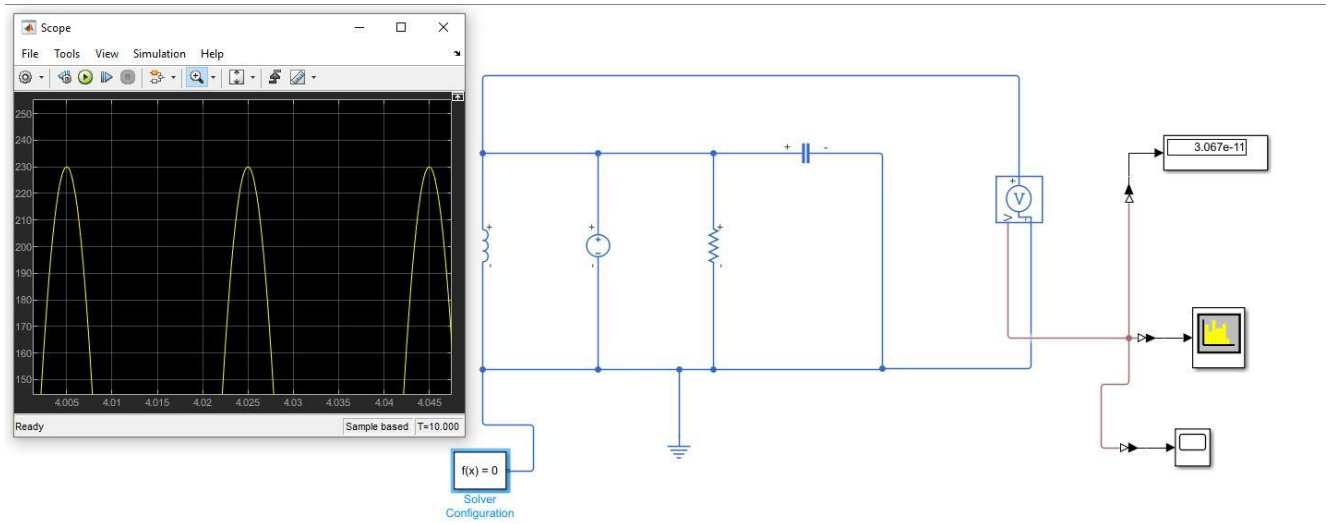 Scope
File Tools View Simulation Help
250
240
230
220
210
200
190
180
170
160
150
4.005 4.01 4.015 4.02 4.025 4.03 4.035 4.04 4.045
Ready Sample based T=10.000
+ -
+
-
+
-
+
-
+
V
V
-
3.067e-11
f(x) = 0
Solver
Configuration